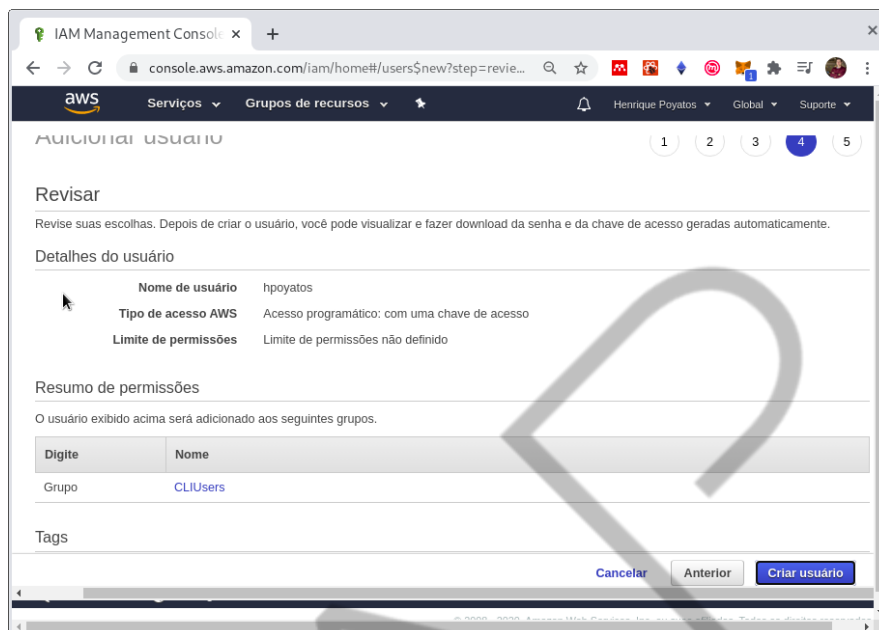 IAM Management Console
console.aws.amazon.com/iam/home#/users$new?step=revie...
1
aws
Serviços
Grupos de recursos
Henrique Poyatos
Global
Suporte
Adicionar usuário
1 2 3 4 5
Revisar
Revise suas escolhas. Depois de criar o usuário, você pode visualizar e fazer download da senha e da chave de acesso geradas automaticamente.
Detalhes do usuário
Nome de usuário hpoyatos
Tipo de acesso AWS Acesso programático: com uma chave de acesso
Limite de permissões Limite de permissões não definido
Resumo de permissões
O usuário exibido acima será adicionado aos seguintes grupos.
Digite Nome
Grupo CLIUsers
Tags
Cancelar Anterior Criar usuário